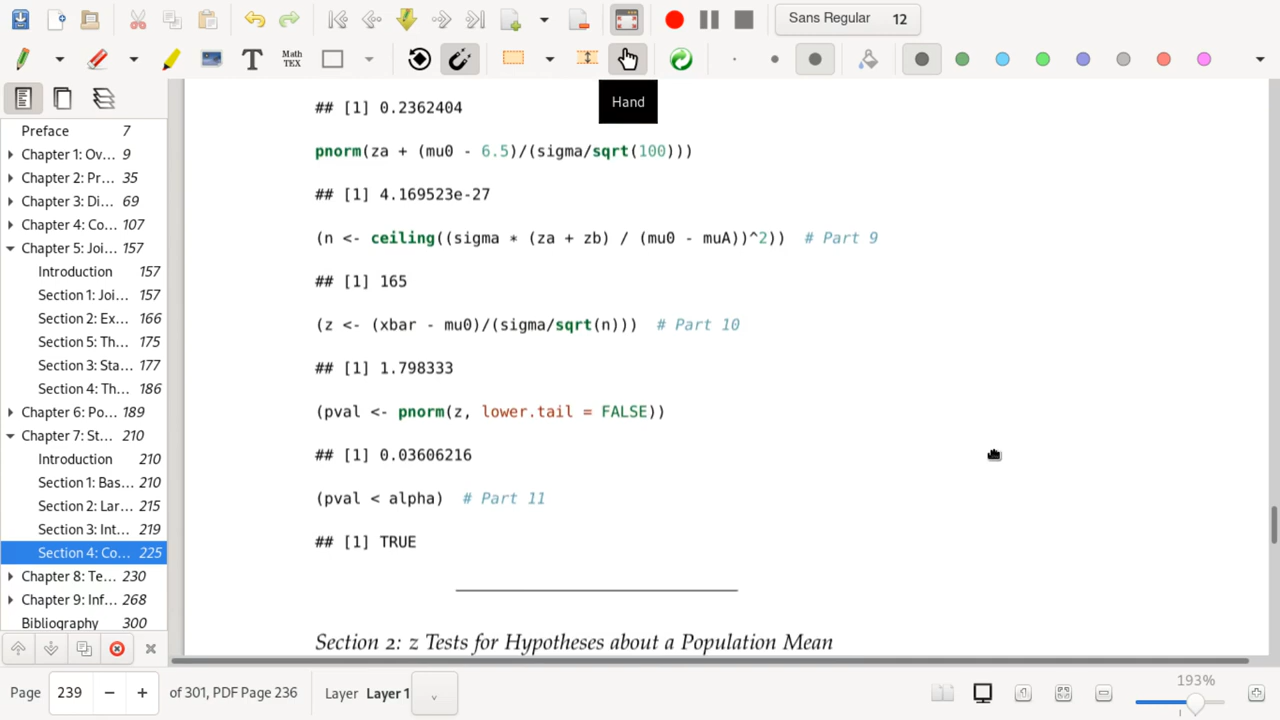 Sans Regular 12
T
Math
TEX
Hand
Preface 7
Chapter 1: Ov... 9
Chapter 2: Pr... 35
Chapter 3: Di... 69
Chapter 4: Co... 107
Chapter 5: Joi... 157
Introduction 157
Section 1: Joi... 157
Section 2: Ex... 166
Section 5: Th... 175
Section 3: Sta... 177
Section 4: Th... 186
Chapter 6: Po... 189
Chapter 7: St... 210
Introduction 210
Section 1: Bas... 210
Section 2: Lar... 215
Section 3: Int... 219
Section 4: Co... 225
Chapter 8: Te... 230
Chapter 9: Inf... 268
Bibliography 300
## [1] 0.2362404
pnorm(za + (mu0 - 6.5)/(sigma/sqrt(100)))
## [1] 4.169523e-27
(n <- ceiling((sigma * (za + zb) / (mu0 - muA))^2)) # Part 9
## [1] 165
(z <- (xbar - mu0)/(sigma/sqrt(n))) # Part 10
## [1] 1.798333
(pval <- pnorm(z, lower.tail = FALSE))
## [1] 0.03606216
(pval < alpha) # Part 11
## [1] TRUE
Section 2: z Tests for Hypotheses about a Population Mean
Page 239 of 301, PDF Page 236 Layer Layer 1 193%